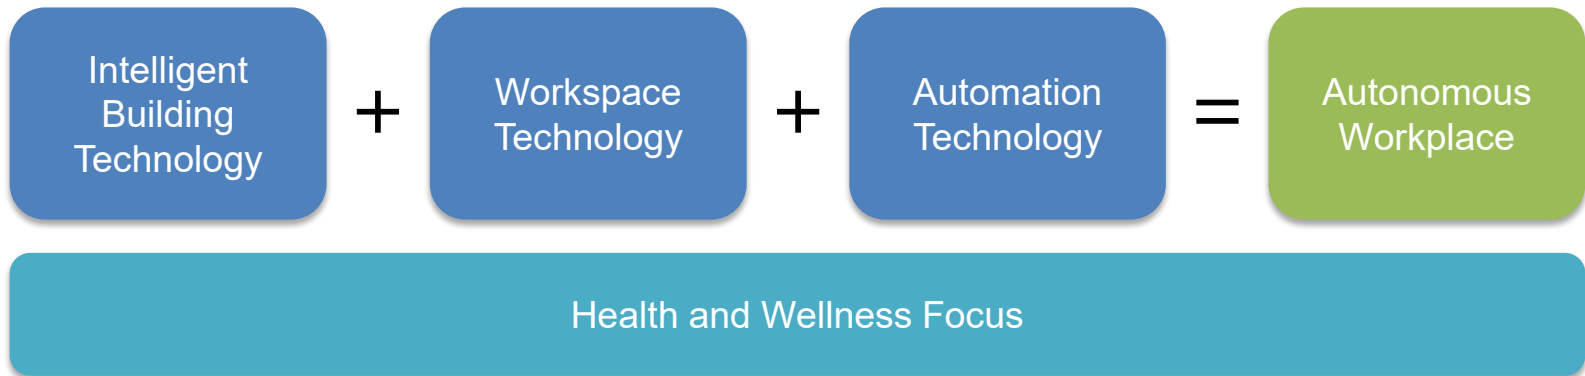 Intelligent
Building
Technology
+
Workspace
Technology
+
Automation
Technology
=
Autonomous
Workplace
Health and Wellness Focus